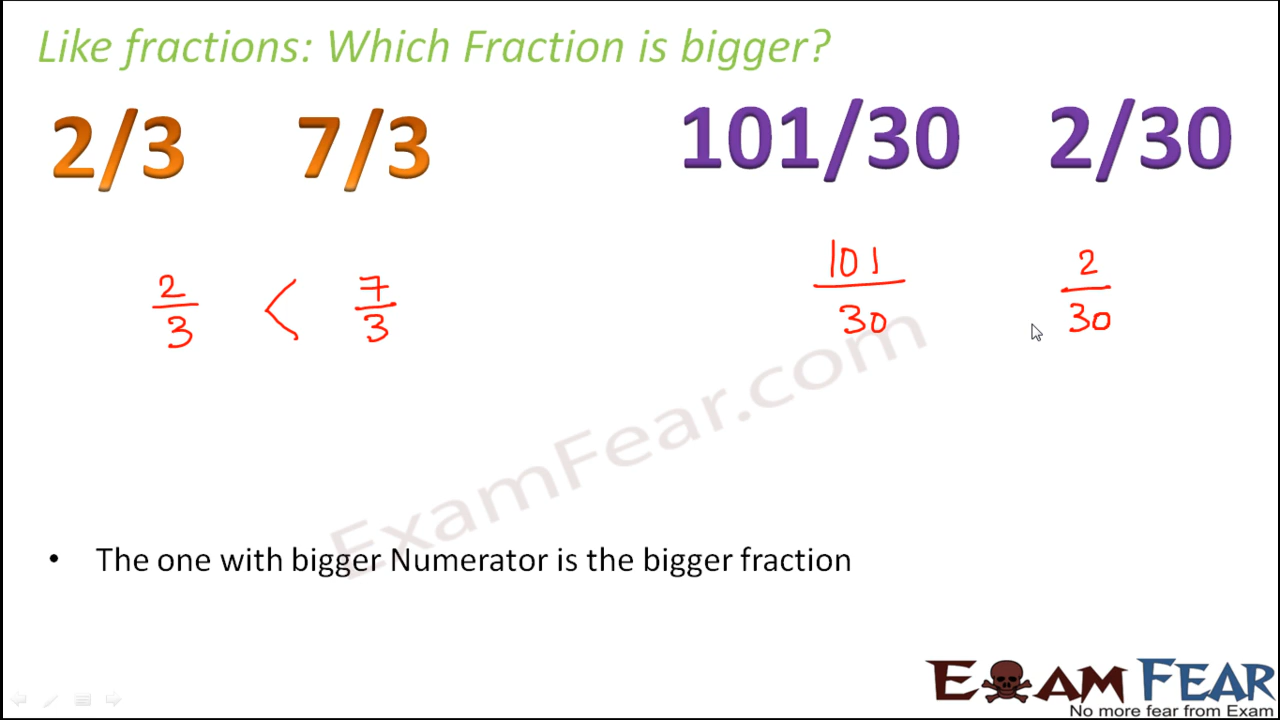 Like fractions: Which Fraction is bigger?
2/3 7/3 101/30 2/30
2/3 < 7/3 101/30 2/30
ExamFear.com
• The one with bigger Numerator is the bigger fraction
EXAM FEAR
No more fear from Exam